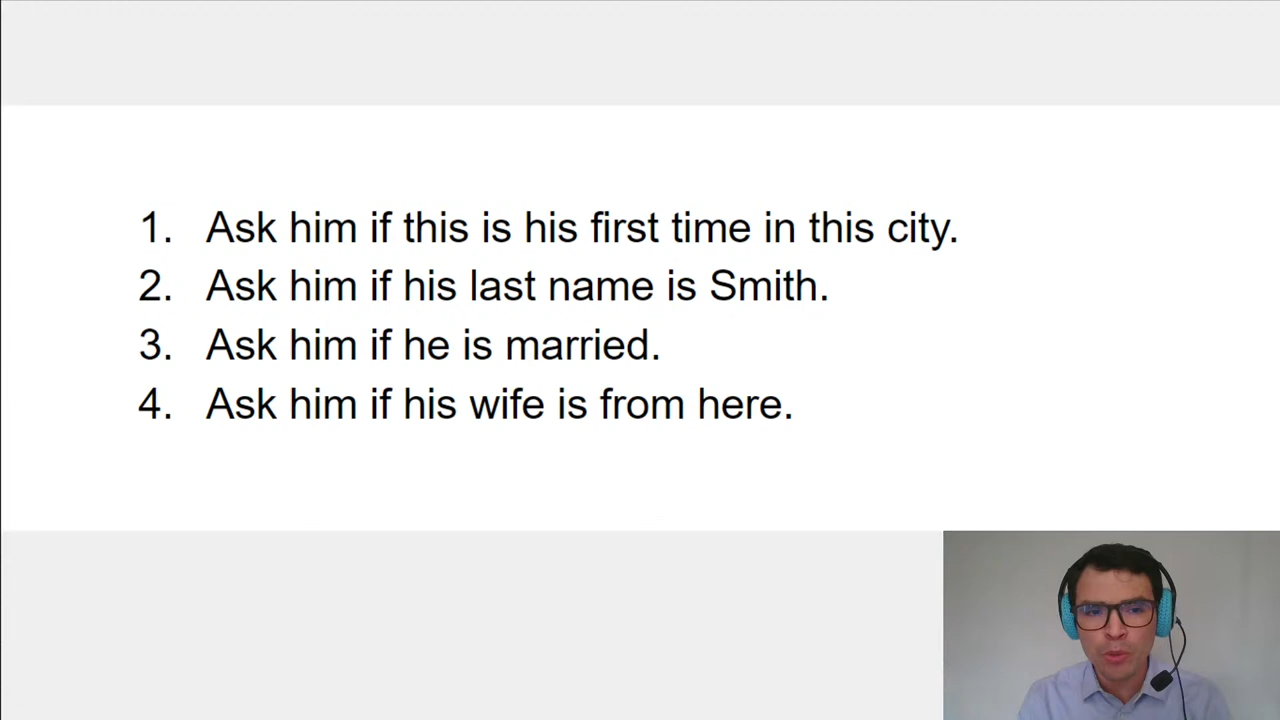 1. Ask him if this is his first time in this city.
2. Ask him if his last name is Smith.
3. Ask him if he is married.
4. Ask him if his wife is from here.